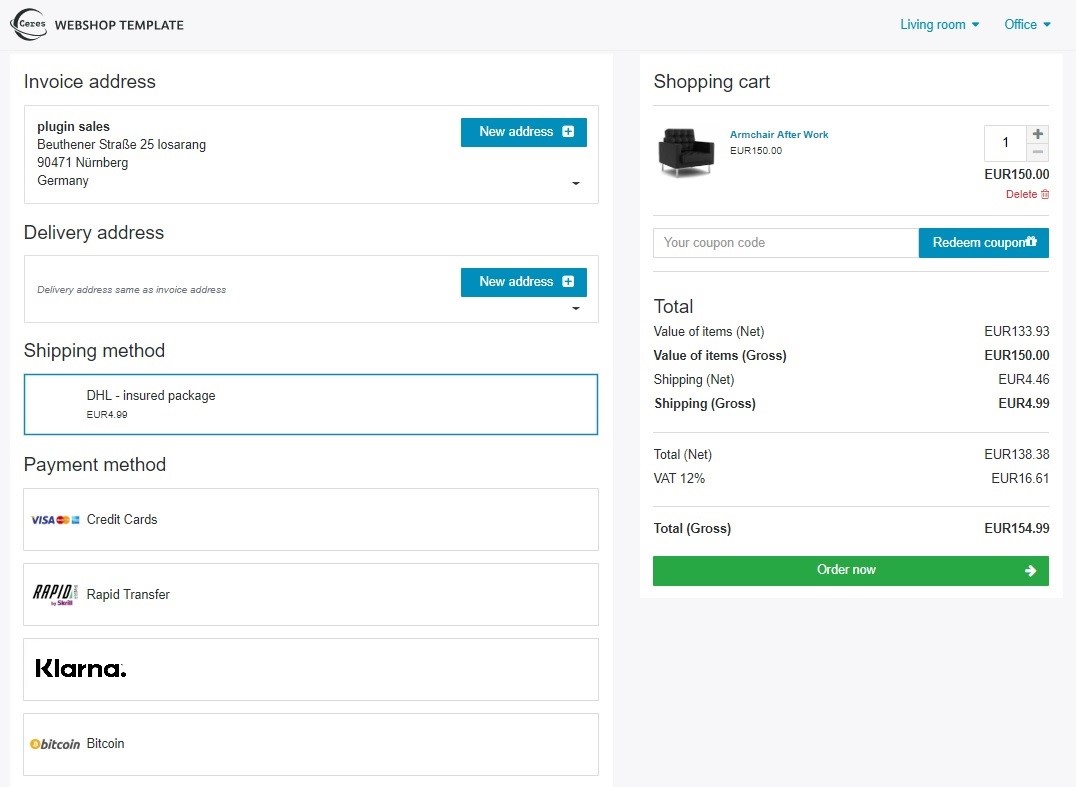 Ceres WEBSHOP TEMPLATE
Living room
Office
Invoice address
plugin sales
Beuthener Straße 25 losarang
90471 Nürnberg
Germany
New address
Delivery address
Delivery address same as invoice address
New address
Shipping method
DHL - insured package
EUR4.99
Payment method
VISA Credit Cards
RAPID by Skrill Rapid Transfer
Klarna.
bitcoin Bitcoin
Shopping cart
Armchair After Work
EUR150.00
1
EUR150.00
Delete
Your coupon code
Redeem coupon
Total
Value of items (Net) EUR133.93
Value of items (Gross) EUR150.00
Shipping (Net) EUR4.46
Shipping (Gross) EUR4.99
Total (Net) EUR138.38
VAT 12% EUR16.61
Total (Gross) EUR154.99
Order now